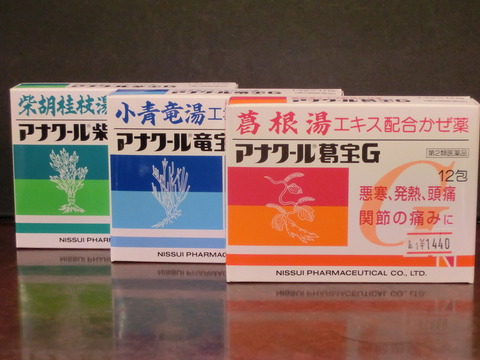 柴胡桂枝湯
アナクール柴
NISSUI PHARM
小青竜湯エ
アナクール竜宝
NISSUI PHARMACEU
葛根湯エキス配合かぜ薬
アナクール葛宝G
第2類医薬品
12包
悪寒、発熱、頭痛
関節の痛みに
G
¥1440
NISSUI PHARMACEUTICAL CO., LTD.